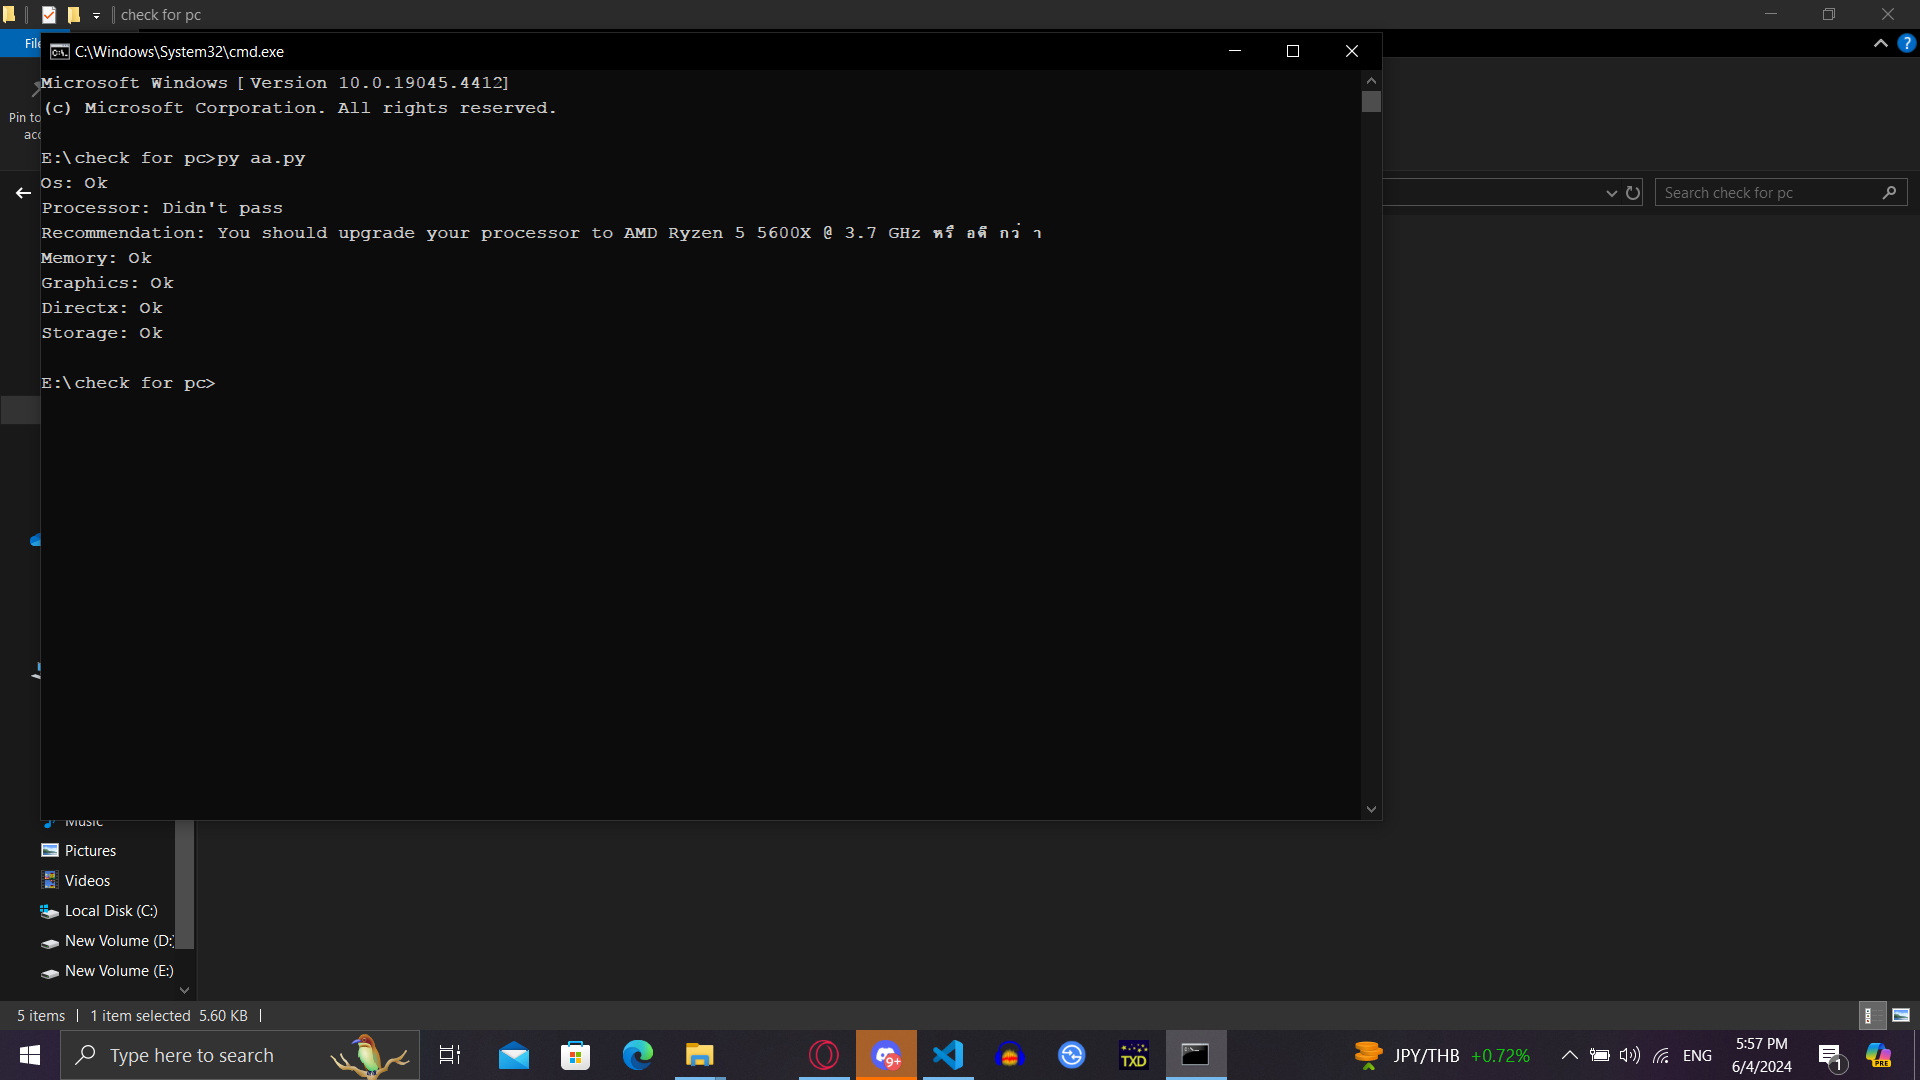 check for pc
File
C:\Windows\System32\cmd.exe
Pin to
acc
Microsoft Windows [Version 10.0.19045.4412]
(c) Microsoft Corporation. All rights reserved.
E:\check for pc>py aa.py
Os: Ok
Processor: Didn't pass
Recommendation: You should upgrade your processor to AMD Ryzen 5 5600X @ 3.7 GHz หรือดีกว่า
Memory: Ok
Graphics: Ok
Directx: Ok
Storage: Ok
E:\check for pc>
Search check for pc
Music
Pictures
Videos
Local Disk (C:)
New Volume (D:)
New Volume (E:)
5 items
1 item selected 5.60 KB
Type here to search
9+
TXD
JPY/THB +0.72%
ENG
5:57 PM
6/4/2024
1
PRE